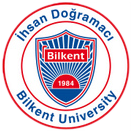 İhsan Doğramacı
Bilkent
1984
Bilkent University